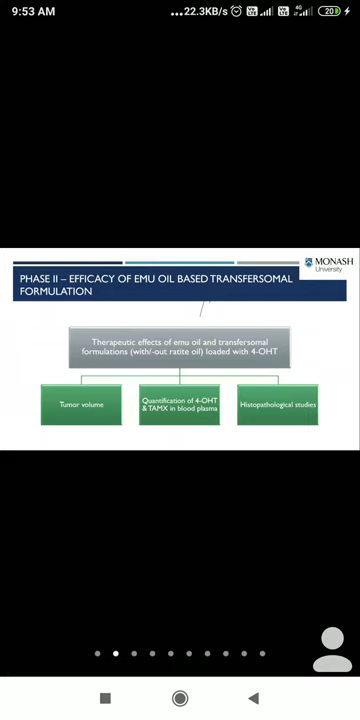 9:53 AM
...22.3KB/s
4G
20
MONASH
University
PHASE II – EFFICACY OF EMU OIL BASED TRANSFERSOMAL
FORMULATION
Therapeutic effects of emu oil and transfersomal
formulations (with/-out ratite oil) loaded with 4-OHT
Tumor volume
Quantification of 4-OHT
& TAMX in blood plasma
Histopathological studies